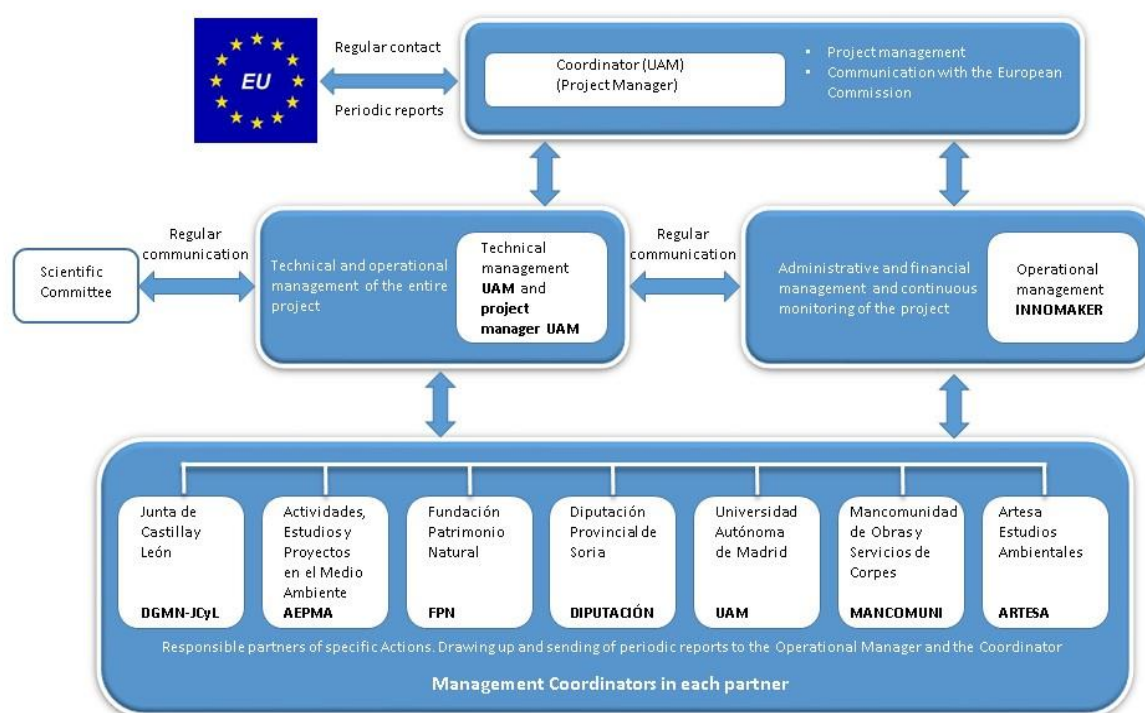 EU
Regular contact
Periodic reports
Coordinator (UAM)
(Project Manager)
• Project management
• Communication with the European
Commission
Scientific
Committee
Regular
communication
Technical and operational
management of the entire
project
Technical
management
UAM and
project
manager UAM
Regular
communication
Administrative and financial
management and continuous
monitoring of the project
Operational
management
INNOMAKER
Junta de
Castilla y
León
DGMN-JCyL
Actividades,
Estudios y
Proyectos
en el Medio
Ambiente
AEPMA
Fundación
Patrimonio
Natural
FPN
Diputación
Provincial de
Soria
DIPUTACIÓN
Universidad
Autónoma
de Madrid
UAM
Mancomunidad
de Obras y
Servicios de
Corpes
MANCOMUNI
Artesa
Estudios
Ambientales
ARTESA
Responsible partners of specific Actions. Drawing up and sending of periodic reports to the Operational Manager and the Coordinator
Management Coordinators in each partner